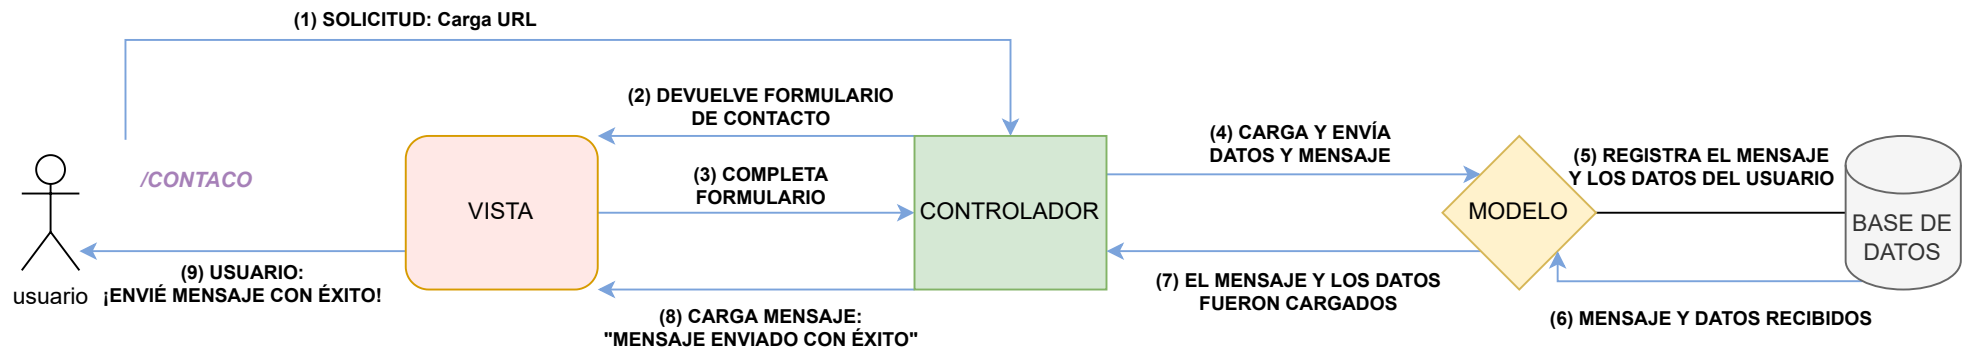 (1) SOLICITUD: Carga URL
(2) DEVUELVE FORMULARIO
DE CONTACTO
/CONTACO
(3) COMPLETA
FORMULARIO
(4) CARGA Y ENVÍA
DATOS Y MENSAJE
(5) REGISTRA EL MENSAJE
Y LOS DATOS DEL USUARIO
VISTA
CONTROLADOR
MODELO
BASE DE
DATOS
usuario
(9) USUARIO:
¡ENVIÉ MENSAJE CON ÉXITO!
(8) CARGA MENSAJE:
"MENSAJE ENVIADO CON ÉXITO"
(7) EL MENSAJE Y LOS DATOS
FUERON CARGADOS
(6) MENSAJE Y DATOS RECIBIDOS